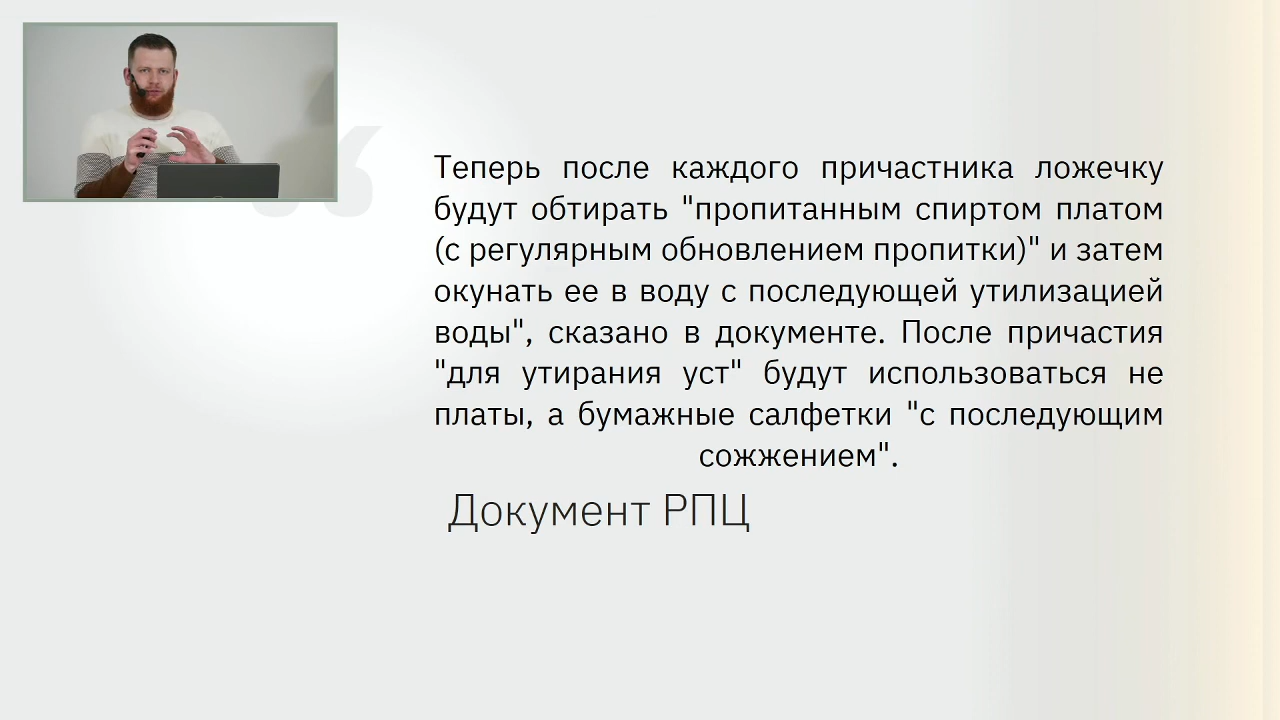 Теперь после каждого причастника ложечку
будут обтирать "пропитанным спиртом платом
(с регулярным обновлением пропитки)" и затем
окунать ее в воду с последующей утилизацией
воды", сказано в документе. После причастия
"для утирания уст" будут использоваться не
платы, а бумажные салфетки "с последующим
сожжением".
Документ РПЦ